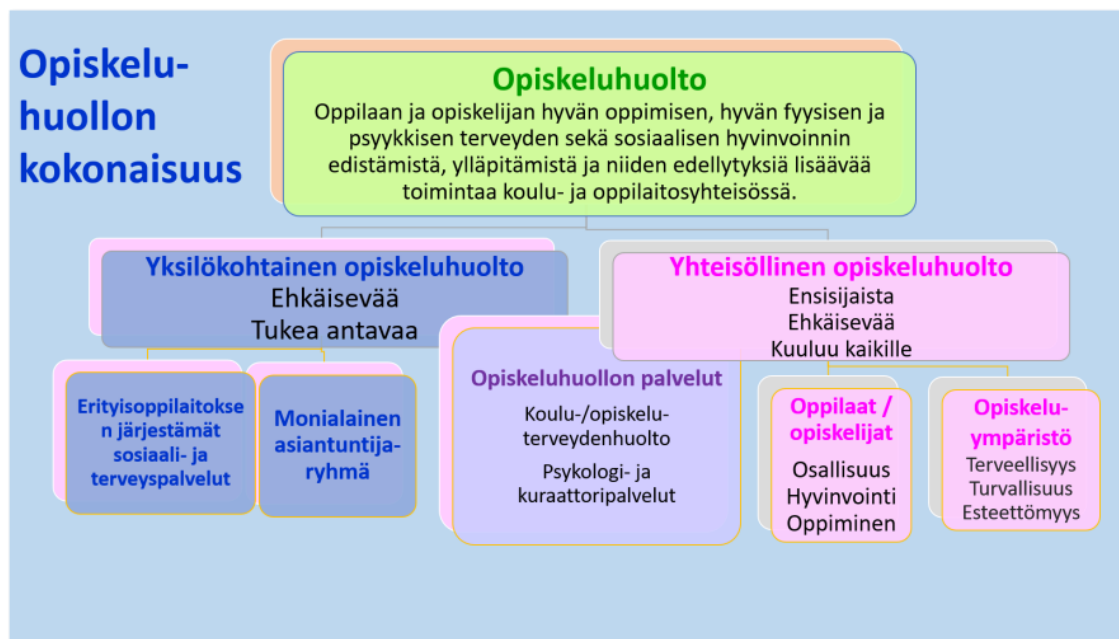 Opiskelu-
huollon
kokonaisuus
Opiskeluhuolto
Oppilaan ja opiskelijan hyvän oppimisen, hyvän fyysisen ja
psyykkisen terveyden sekä sosiaalisen hyvinvoinnin
edistämistä, ylläpitämistä ja niiden edellytyksiä lisäävää
toimintaa koulu- ja oppilaitosyhteisössä.
Yksilökohtainen opiskeluhuolto
Ehkäisevää
Tukea antavaa
Yhteisöllinen opiskeluhuolto
Ensisijaista
Ehkäisevää
Kuuluu kaikille
Erityisoppilaitokse
n järjestämät
sosiaali- ja
terveyspalvelut
Monialainen
asiantuntija-
ryhmä
Opiskeluhuollon palvelut
Koulu-/opiskelu-
terveydenhuolto
Psykologi- ja
kuraattoripalvelut
Oppilaat /
opiskelijat
Osallisuus
Hyvinvointi
Oppiminen
Opiskelu-
ympäristö
Terveellisyys
Turvallisuus
Esteettömyys